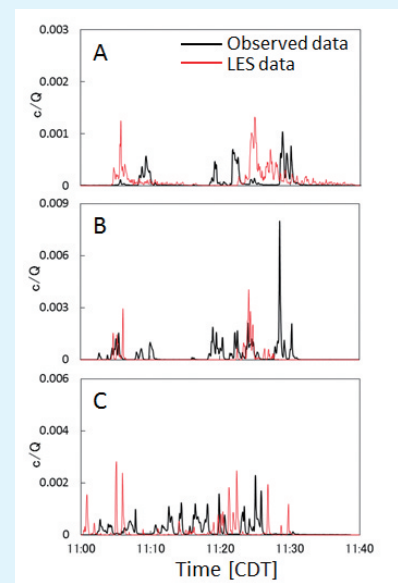 0.003
A
Observed data
LES data
0.002
c/Q
0.001
0
0.009
B
0.006
c/Q
0.003
0
0.006
C
0.004
c/Q
0.002
0
11:00 11:10 11:20 11:30 11:40
Time [CDT]